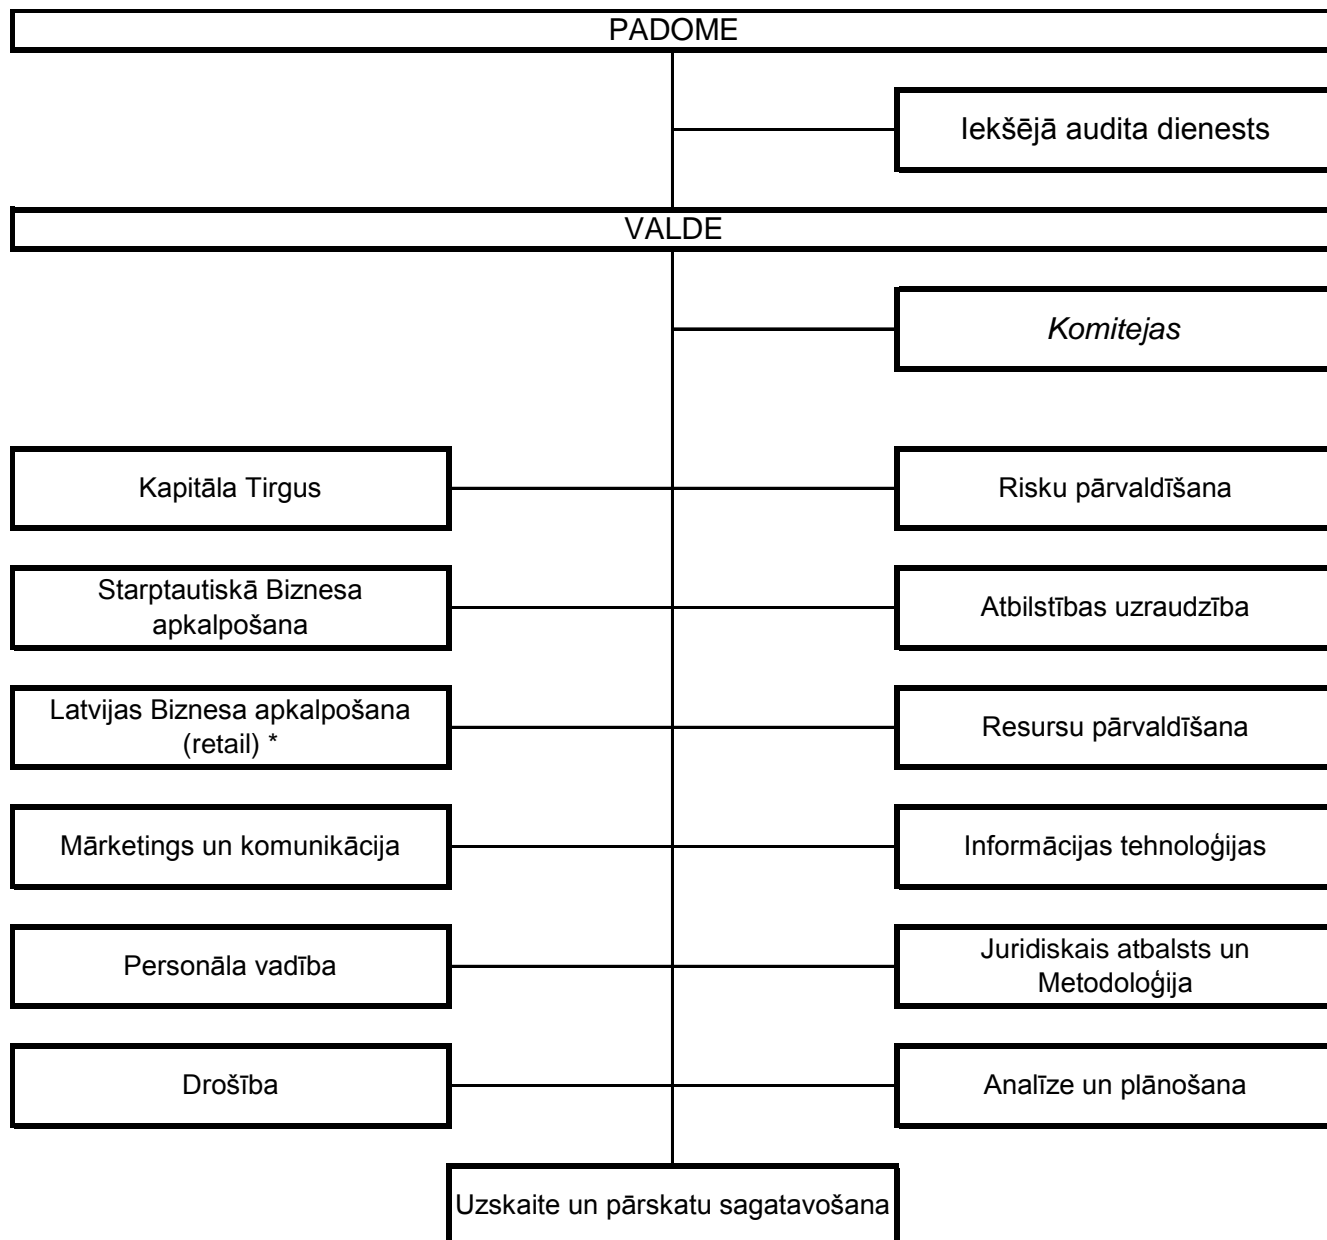 PADOME
Iekšējā audita dienests
VALDE
Komitejas
Kapitāla Tirgus
Risku pārvaldīšana
Starptautiskā Biznesa
apkalpošana
Atbilstības uzraudzība
Latvijas Biznesa apkalpošana
(retail) *
Resursu pārvaldīšana
Mārketings un komunikācija
Informācijas tehnoloģijas
Personāla vadība
Juridiskais atbalsts un
Metodoloģija
Drošība
Analīze un plānošana
Uzskaite un pārskatu sagatavošana